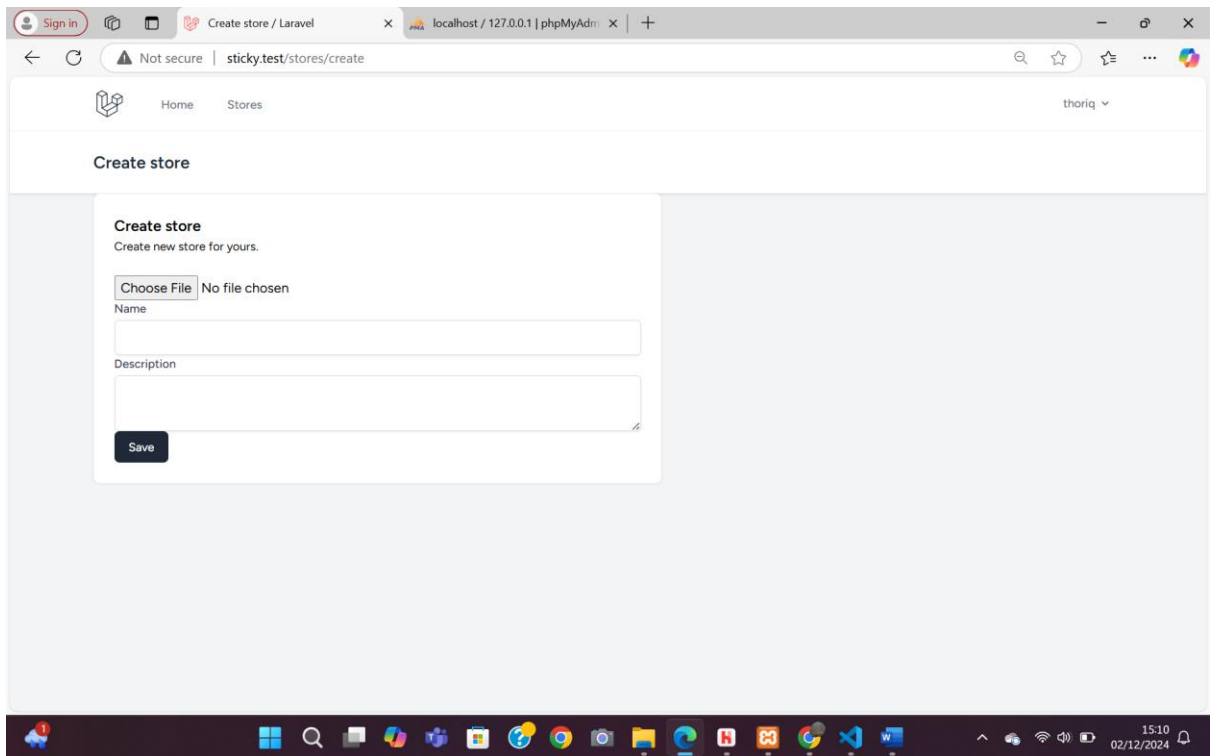 Sign in
Create store / Laravel
localhost / 127.0.0.1 | phpMyAdm
Not secure | sticky.test/stores/create
Home Stores thoriq
Create store
Create store
Create new store for yours.
Choose File No file chosen
Name
Description
Save
1
15:10
02/12/2024